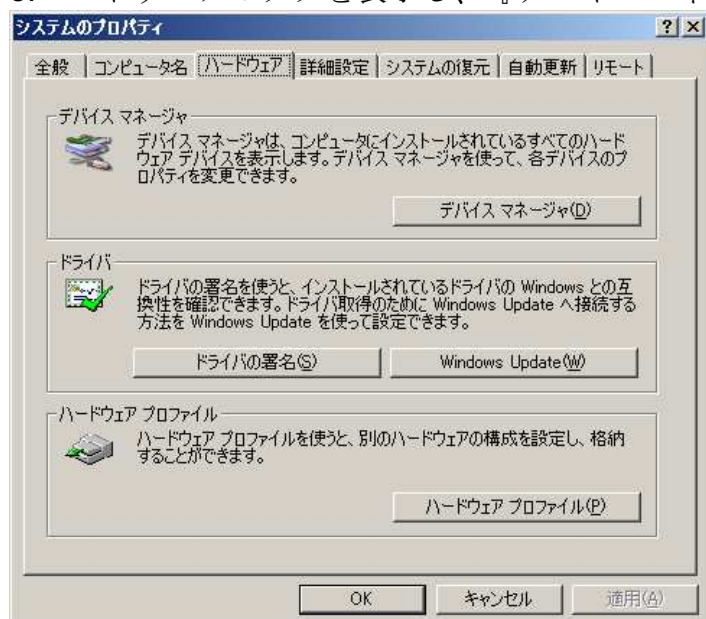 システムのプロパティ
全般 コンピュータ名 ハードウェア 詳細設定 システムの復元 自動更新 リモート
デバイス マネージャ
デバイス マネージャは、コンピュータにインストールされているすべてのハード
ウェア デバイスを表示します。デバイス マネージャを使って、各デバイスのプ
ロパティを変更できます。
デバイス マネージャ(D)
ドライバ
ドライバの署名を使うと、インストールされているドライバの Windows との互
換性を確認できます。ドライバ取得のために Windows Update へ接続する
方法を Windows Update を使って設定できます。
ドライバの署名(S) Windows Update(W)
ハードウェア プロファイル
ハードウェア プロファイルを使うと、別のハードウェアの構成を設定し、格納
することができます。
ハードウェア プロファイル(P)
OK キャンセル 適用(A)